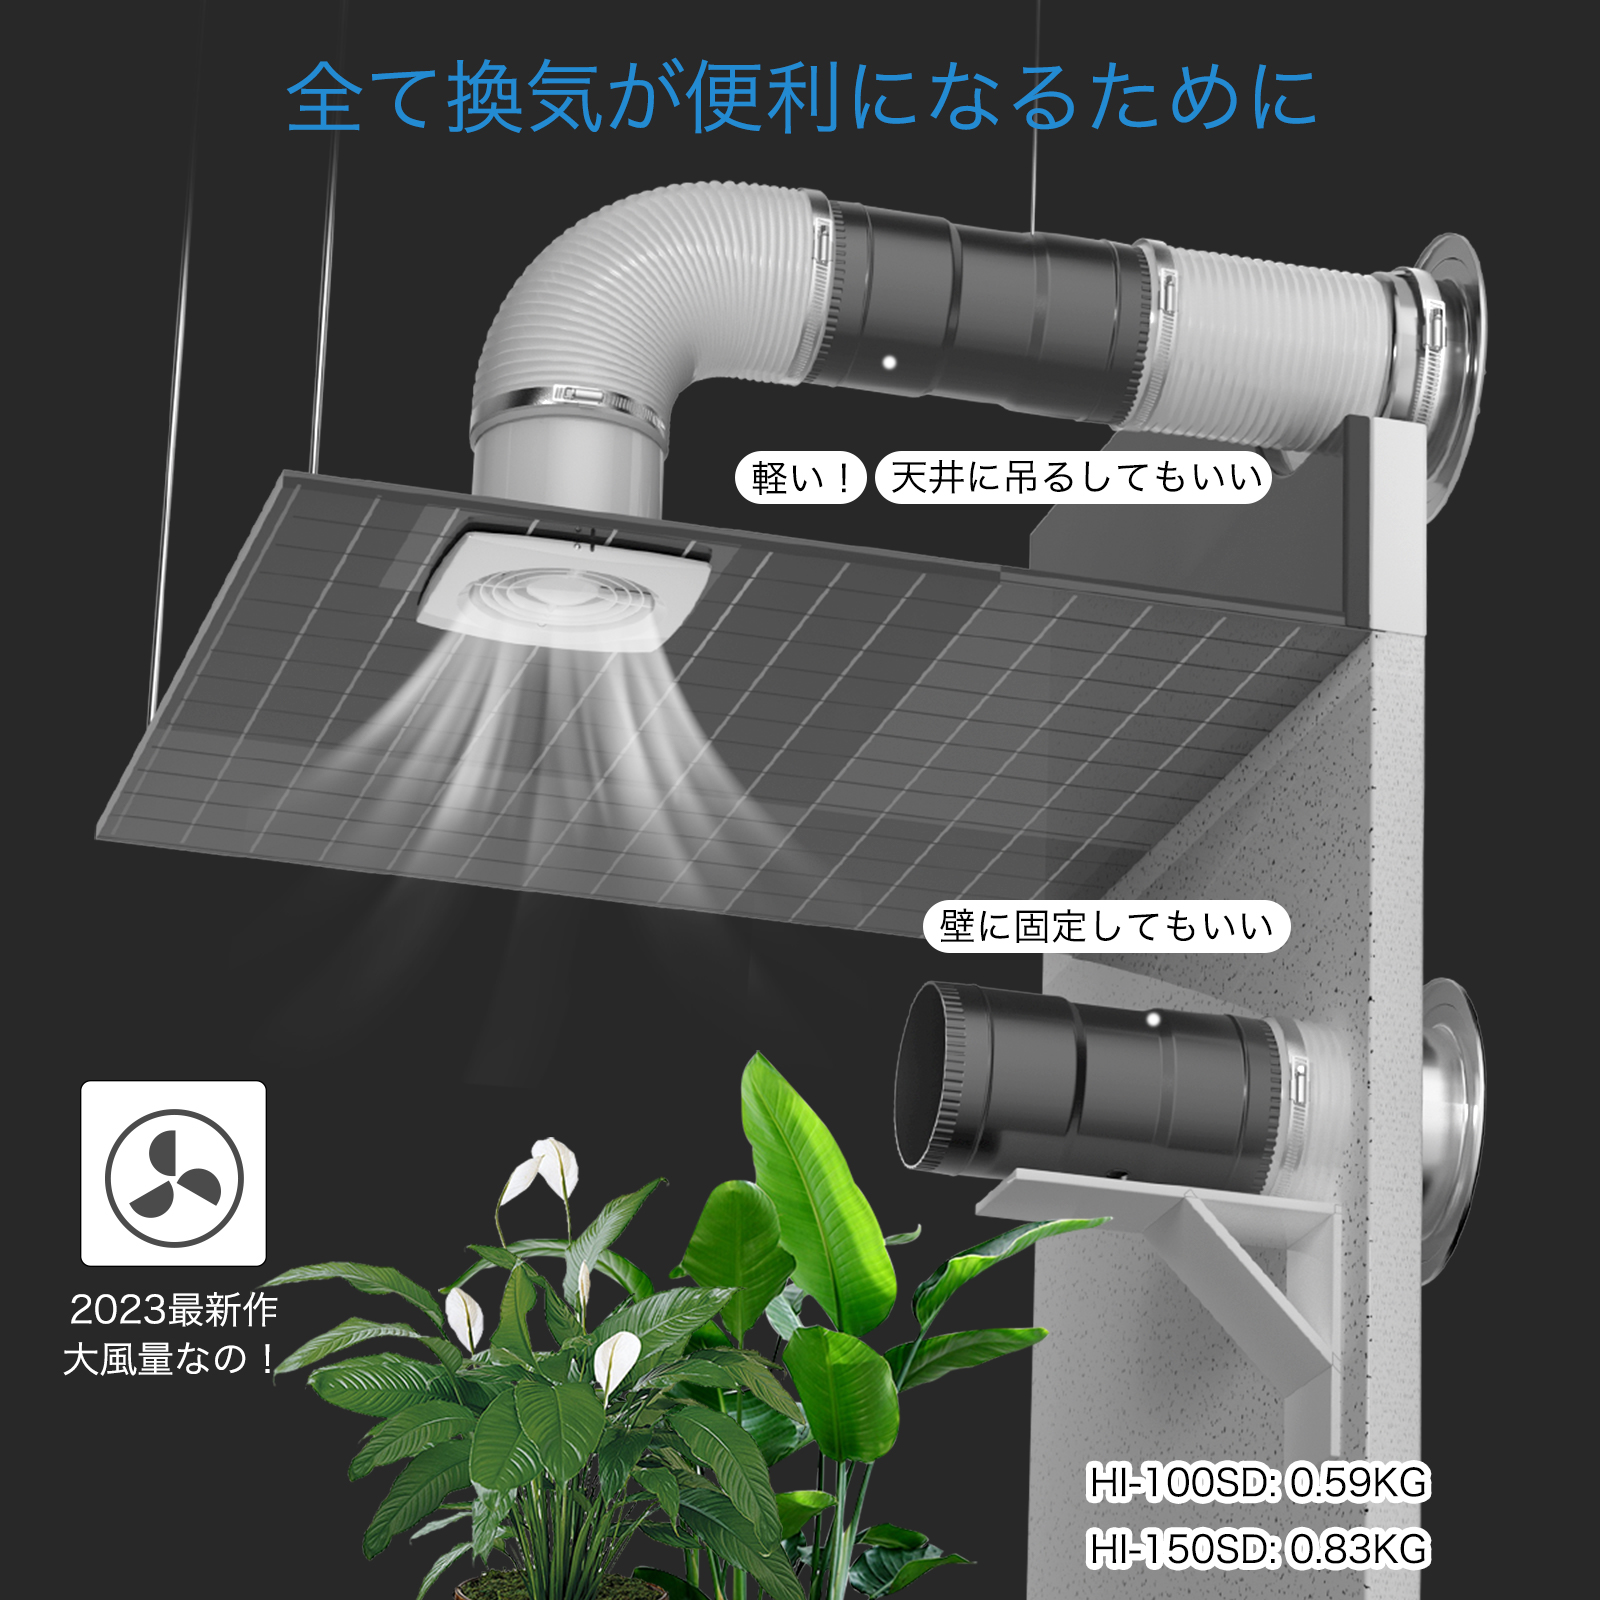 全て換気が便利になるために
軽い！
天井に吊るしてもいい
壁に固定してもいい
2023最新作
大風量なの！
HI-100SD: 0.59KG
HI-150SD: 0.83KG